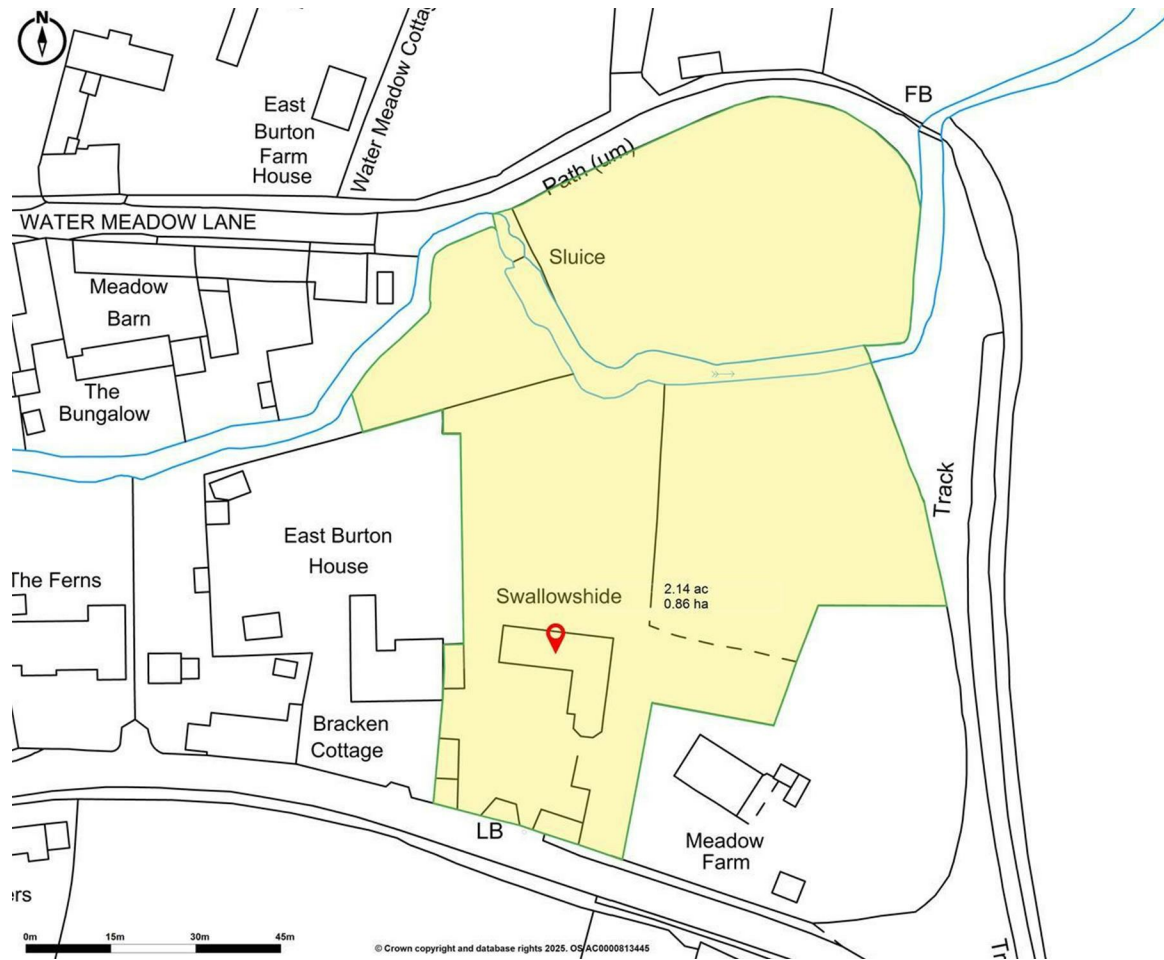 N
East
Burton
Farm
House
Water Meadow Cottag
FB
Path (um)
WATER MEADOW LANE
Sluice
Meadow
Barn
The
Bungalow
Track
East Burton
House
The Ferns
Swallowshide
2.14 ac
0.86 ha
Bracken
Cottage
LB
Meadow
Farm
ers
Tr
0m 15m 30m 45m
© Crown copyright and database rights 2025. OS AC0000813445